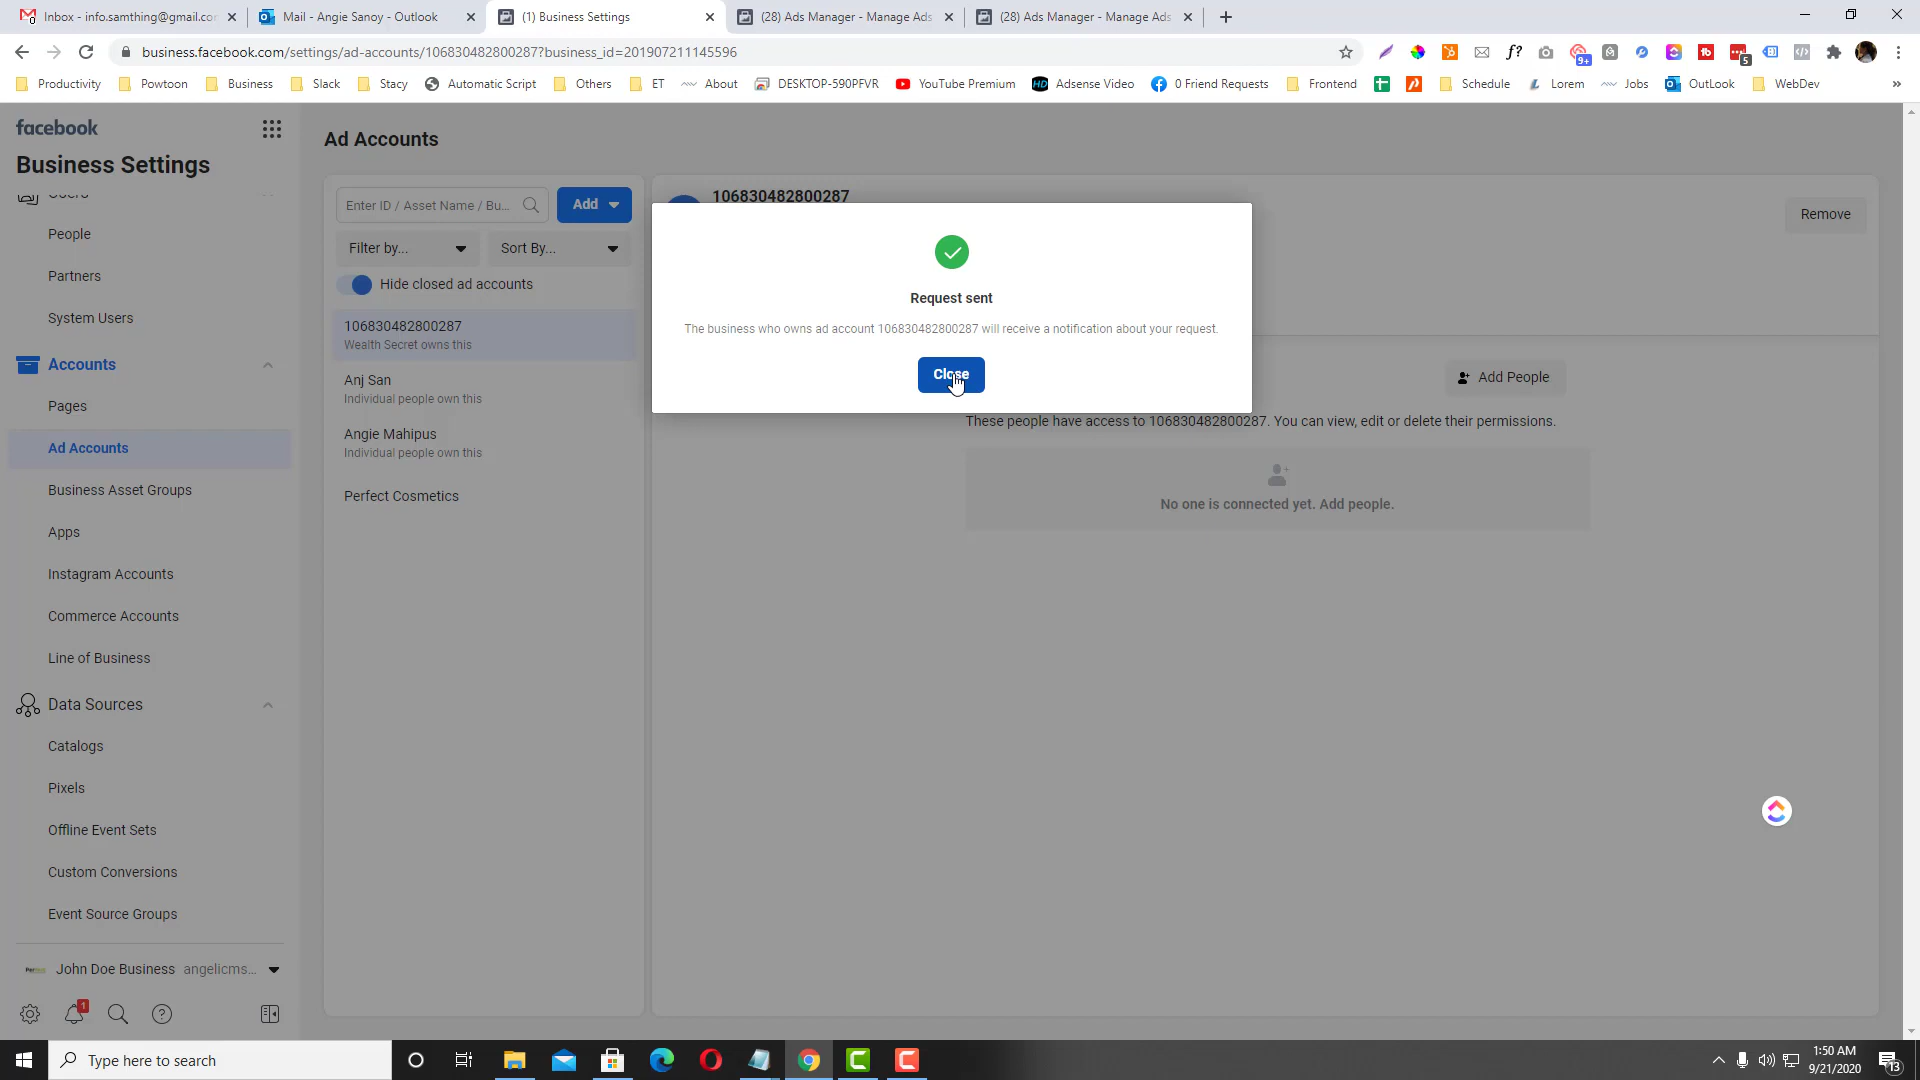 Inbox - info.samthing@gmail.co
Mail - Angie Sanoy - Outlook
(1) Business Settings
(28) Ads Manager - Manage Ads
(28) Ads Manager - Manage Ads
business.facebook.com/settings/ad-accounts/106830482800287?business_id=201907211145596
f?
9+
5
Productivity
Powtoon
Business
Slack
Stacy
Automatic Script
Others
ET
About
DESKTOP-590PFVR
YouTube Premium
HD
Adsense Video
0 Friend Requests
Frontend
Schedule
Lorem
Jobs
OutLook
WebDev
»
facebook
Business Settings
Users
People
Partners
System Users
Accounts
Pages
Ad Accounts
Business Asset Groups
Apps
Instagram Accounts
Commerce Accounts
Line of Business
Data Sources
Catalogs
Pixels
Offline Event Sets
Custom Conversions
Event Source Groups
John Doe Business angelicms...
1
Ad Accounts
Enter ID / Asset Name / Bu...
Add
Filter by...
Sort By...
Hide closed ad accounts
106830482800287
Wealth Secret owns this
Anj San
Individual people own this
Angie Mahipus
Individual people own this
Perfect Cosmetics
106830482800287
Remove
Request sent
The business who owns ad account 106830482800287 will receive a notification about your request.
Close
Add People
These people have access to 106830482800287. You can view, edit or delete their permissions.
No one is connected yet. Add people.
Type here to search
1:50 AM
9/21/2020
13